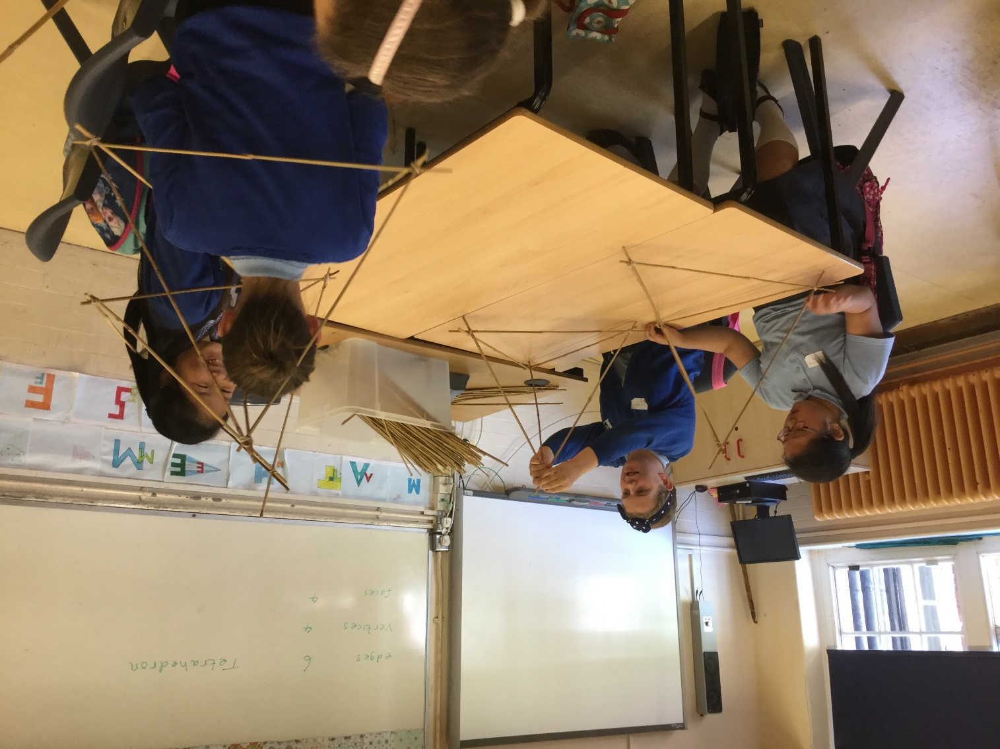 edges 6 Tetrahedron
vertices 4
faces 4
M A A H E E M M
S F F